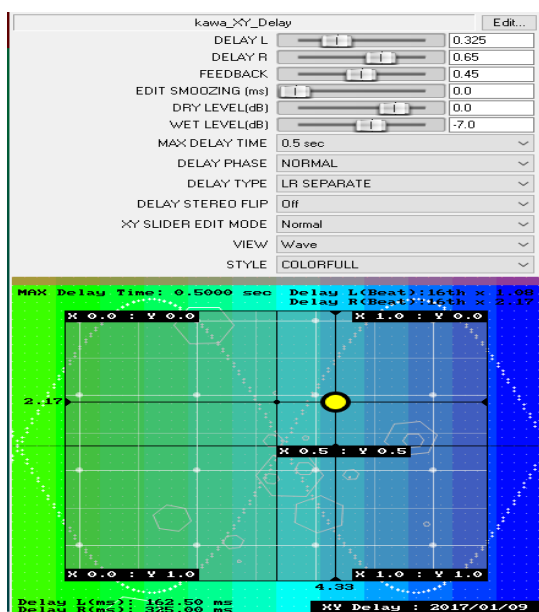 kawa_XY_Delay Edit...
DELAY L 0.325
DELAY R 0.65
FEEDBACK 0.45
EDIT SMOOZING (ms) 0.0
DRY LEVEL(dB) 0.0
WET LEVEL(dB) -7.0
MAX DELAY TIME 0.5 sec
DELAY PHASE NORMAL
DELAY TYPE LR SEPARATE
DELAY STEREO FLIP Off
XY SLIDER EDIT MODE Normal
VIEW Wave
STYLE COLORFULL
MAX Delay Time: 0.5000 sec Delay L(Beat):16th x 1.08
Delay R(Beat):16th x 2.17
X 0.0 : Y 0.0 X 1.0 : Y 0.0
2.17
X 0.5 : Y 0.5
X 0.0 : Y 1.0 X 1.0 : Y 1.0
4.33
Delay L(ms): 162.50 ms
Delay R(ms): 325.00 ms XY Delay : 2017/01/09